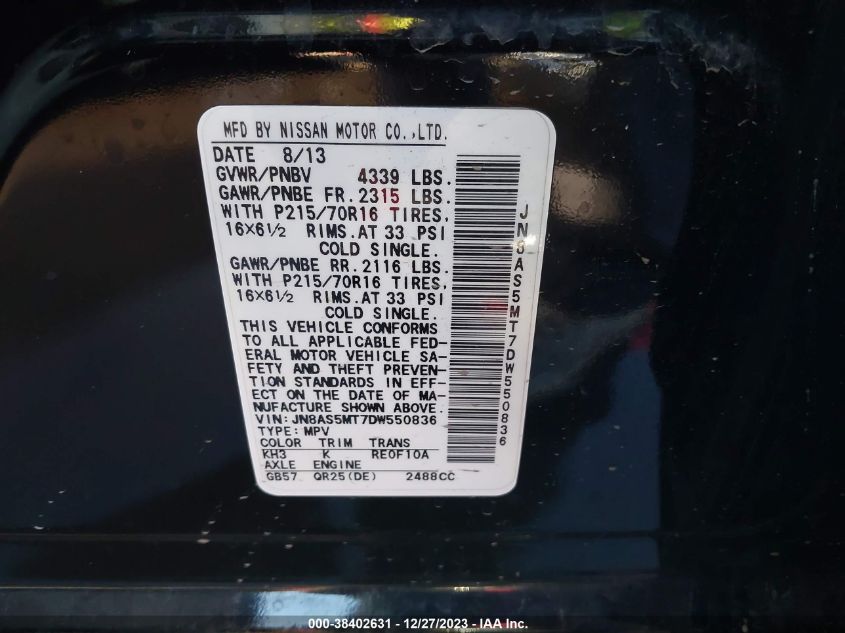 MFD BY NISSAN MOTOR CO.,LTD.
DATE 8/13
GVWR/PNBV 4339 LBS.
GAWR/PNBE FR. 2315 LBS.
WITH P215/70R16 TIRES,
16×6½ RIMS.AT 33 PSI
COLD SINGLE.
GAWR/PNBE RR. 2116 LBS.
WITH P215/70R16 TIRES,
16×6½ RIMS.AT 33 PSI
COLD SINGLE.
THIS VEHICLE CONFORMS
TO ALL APPLICABLE FED-
ERAL MOTOR VEHICLE SA-
FETY AND THEFT PREVEN-
TION STANDARDS IN EFF-
ECT ON THE DATE OF MA-
NUFACTURE SHOWN ABOVE.
VIN:JN8AS5MT7DW550836
TYPE:MPV
COLOR TRIM TRANS
KH3 K RE0F10A
AXLE ENGINE
GB57 QR25(DE) 2488CC
JN8AS5MT7DW550836
000-38402631 - 12/27/2023 - IAA Inc.